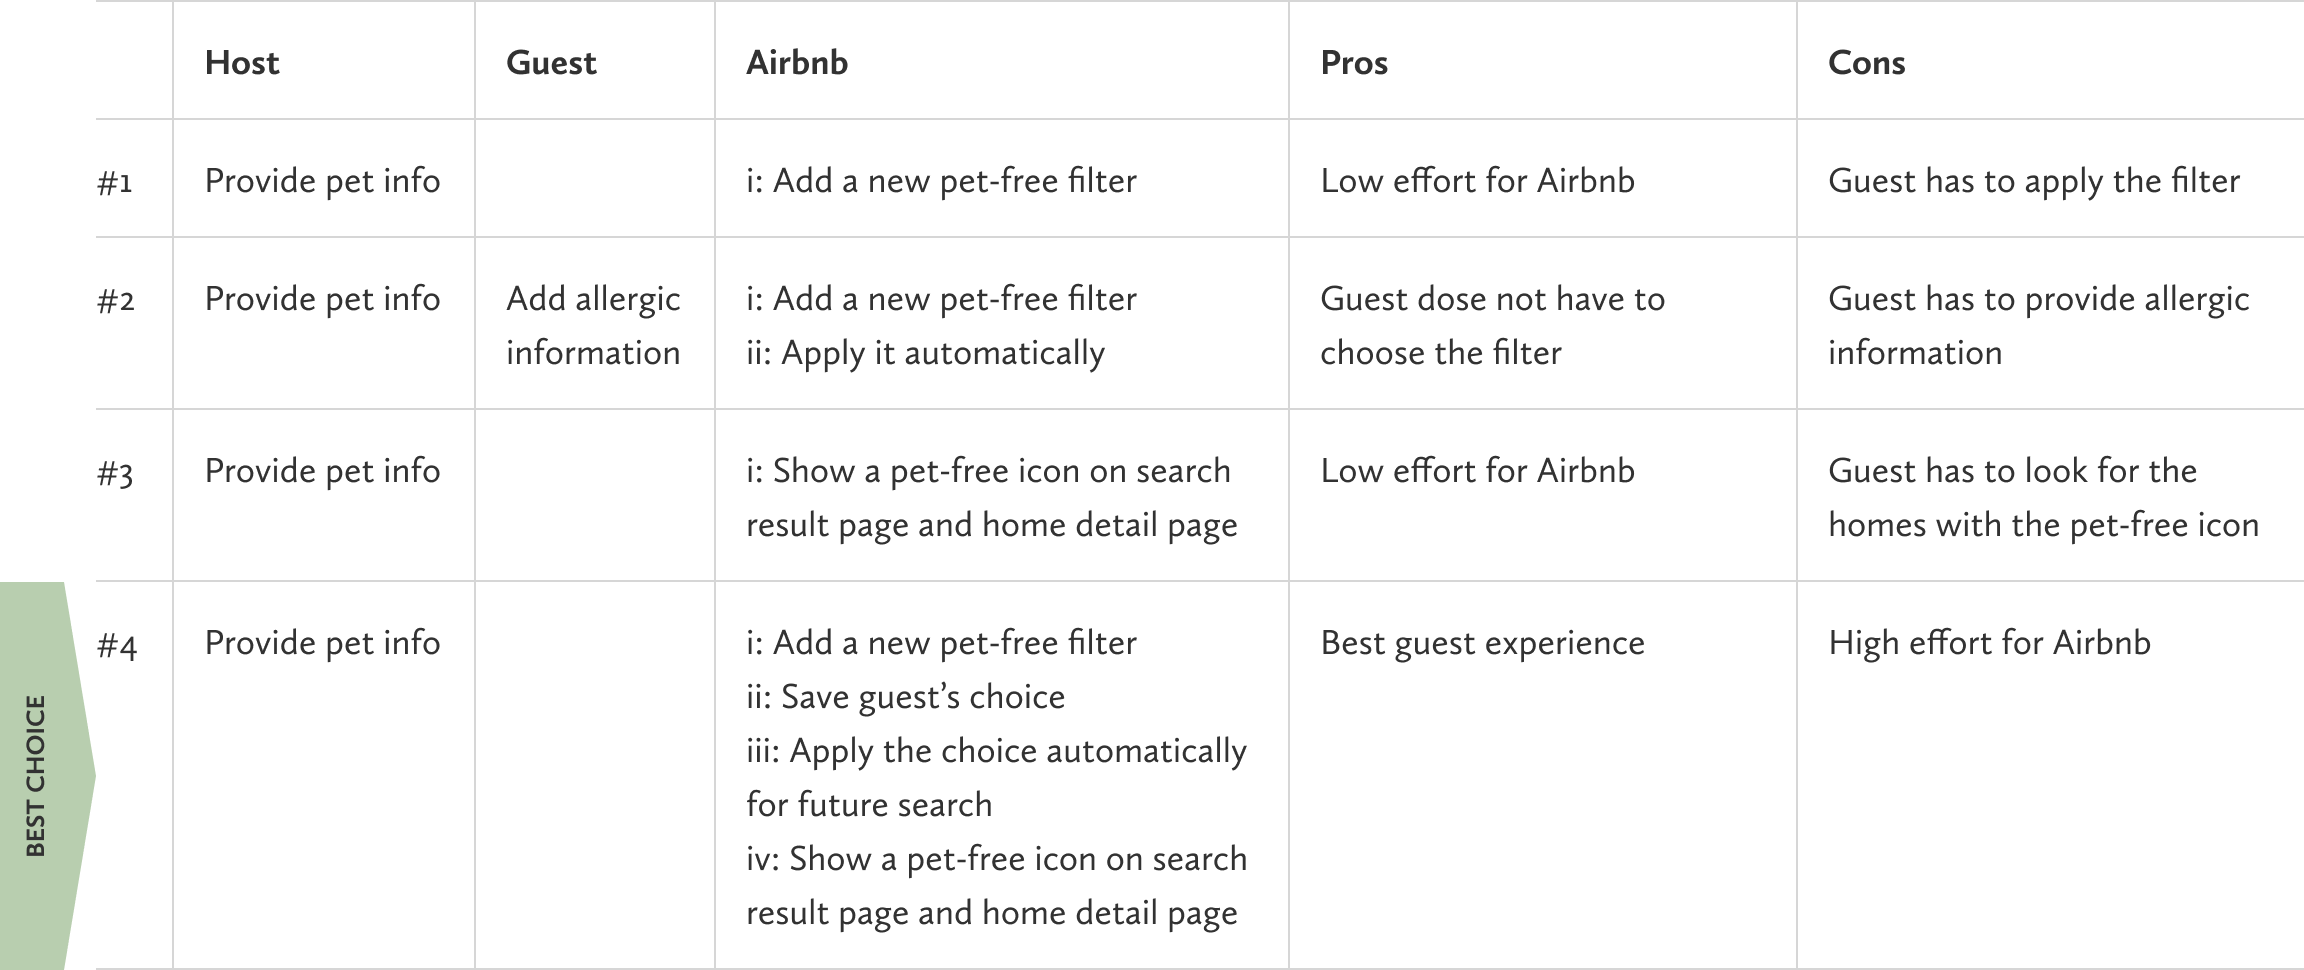 Host Guest Airbnb Pros Cons
#1 Provide pet info i: Add a new pet-free filter Low effort for Airbnb Guest has to apply the filter
#2 Provide pet info Add allergic i: Add a new pet-free filter Guest dose not have to Guest has to provide allergic
information ii: Apply it automatically choose the filter information
#3 Provide pet info i: Show a pet-free icon on search Low effort for Airbnb Guest has to look for the
result page and home detail page homes with the pet-free icon
#4 Provide pet info i: Add a new pet-free filter Best guest experience High effort for Airbnb
ii: Save guest’s choice
iii: Apply the choice automatically
for future search
iv: Show a pet-free icon on search
result page and home detail page
BEST CHOICE